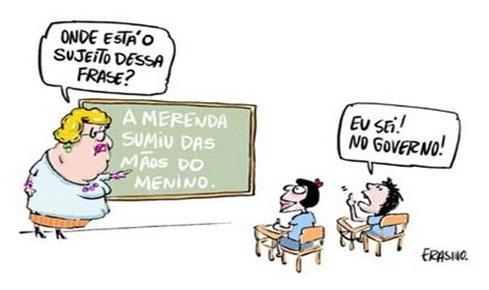 ONDE ESTÁ O
SUJEITO DESSA
FRASE?
A MERENDA
SUMIU DAS
MÃOS DO
MENINO.
EU SEI!
NO GOVERNO!
ERASMO.